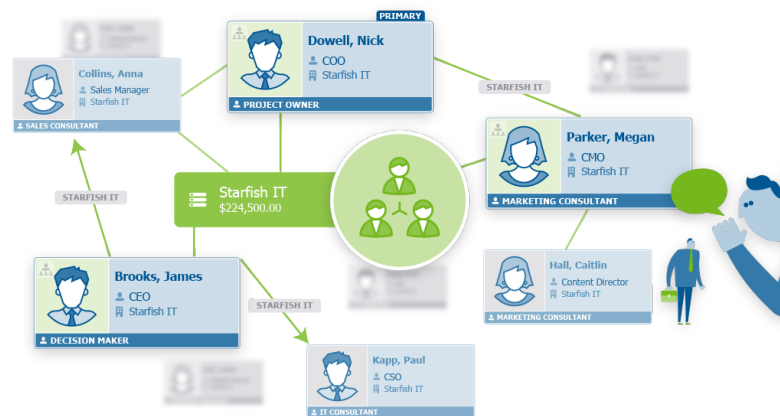 PRIMARY
Dowell, Nick
COO
Starfish IT
PROJECT OWNER
Collins, Anna
Sales Manager
Starfish IT
SALES CONSULTANT
STARFISH IT
Parker, Megan
CMO
Starfish IT
MARKETING CONSULTANT
Starfish IT
$224,500.00
STARFISH IT
Brooks, James
CEO
Starfish IT
DECISION MAKER
Hall, Caitlin
Content Director
Starfish IT
MARKETING CONSULTANT
STARFISH IT
Kapp, Paul
CSO
Starfish IT
IT CONSULTANT